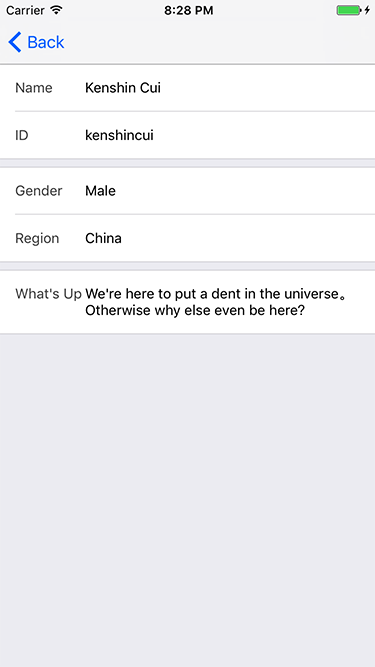 Carrier 8:28 PM
Back
Name Kenshin Cui
ID kenshincui
Gender Male
Region China
What's Up We're here to put a dent in the universe。
Otherwise why else even be here?